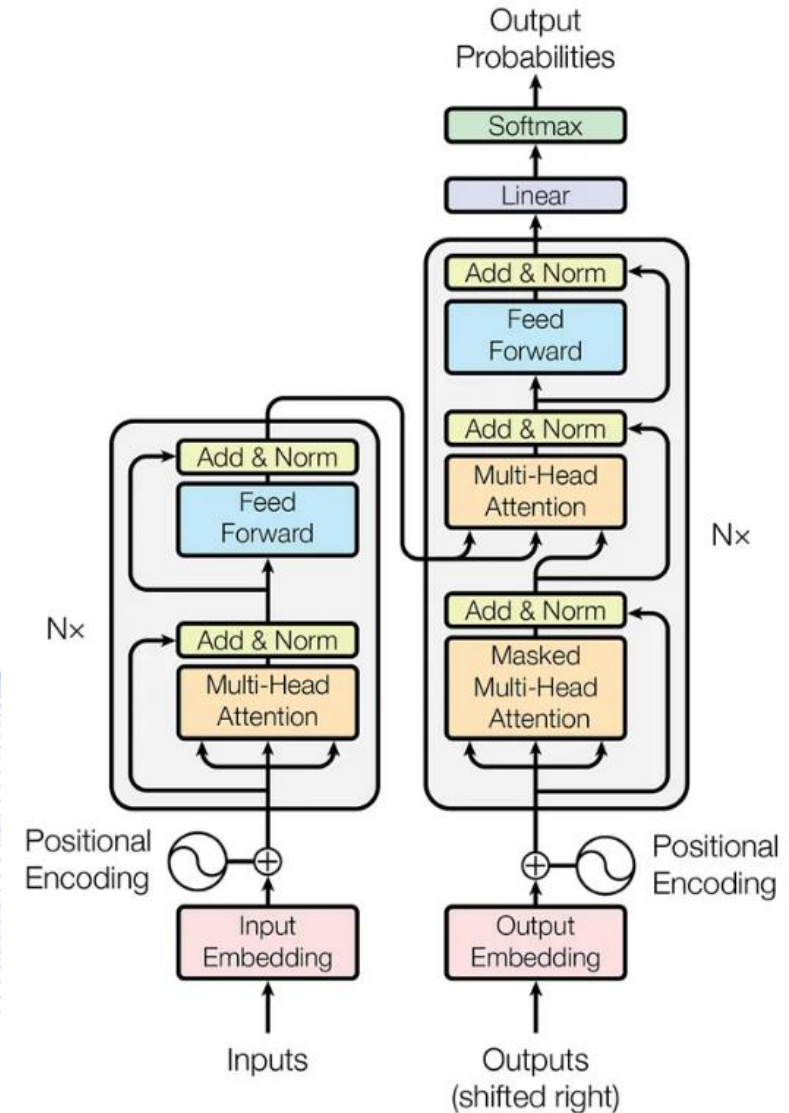 Output
Probabilities
Softmax
Linear
Add & Norm
Feed
Forward
Add & Norm
Multi-Head
Attention
Add & Norm
Masked
Multi-Head
Attention
N×
Add & Norm
Feed
Forward
Add & Norm
Multi-Head
Attention
N×
Positional
Encoding
Positional
Encoding
Input
Embedding
Output
Embedding
Inputs
Outputs
(shifted right)